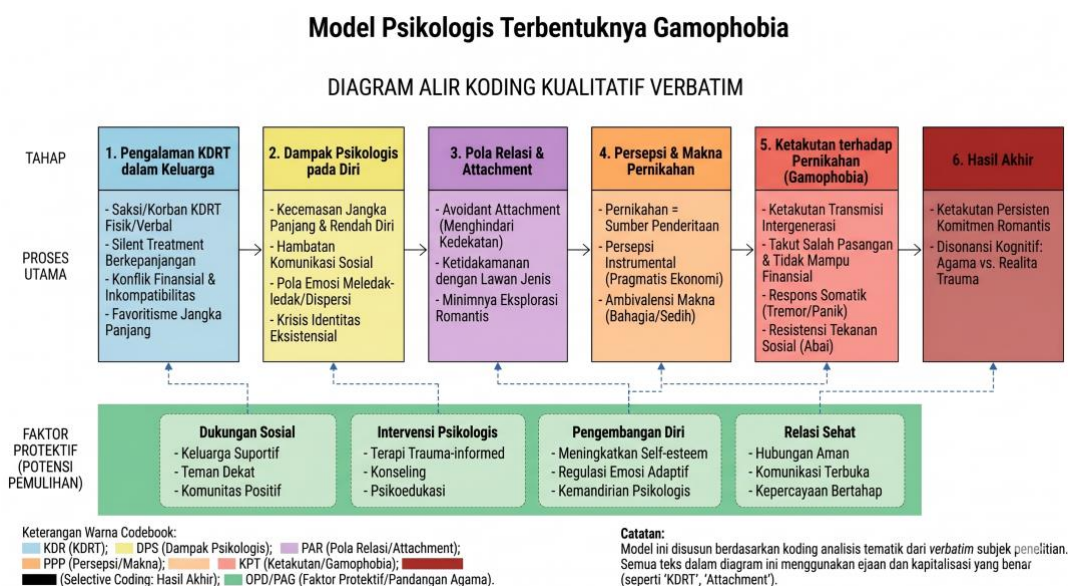 Model Psikologis Terbentuknya Gamophobia
DIAGRAM ALIR KODING KUALITATIF VERBATIM
TAHAP
1. Pengalaman KDRT
dalam Keluarga
2. Dampak Psikologis
pada Diri
3. Pola Relasi &
Attachment
4. Persepsi & Makna
Pernikahan
5. Ketakutan terhadap
Pernikahan
(Gamophobia)
6. Hasil Akhir
PROSES
UTAMA
- Saksi/Korban KDRT
Fisik/Verbal
- Silent Treatment
Berkepanjangan
- Konflik Finansial &
Inkompatibilitas
- Favoritisme Jangka
Panjang
- Kecemasan Jangka
Panjang & Rendah Diri
- Hambatan
Komunikasi Sosial
- Pola Emosi Meledak-
ledak/Dispersi
- Krisis Identitas
Eksistensial
- Avoidant Attachment
(Menghindari
Kedekatan)
- Ketidakamanan
dengan Lawan Jenis
- Minimnya Eksplorasi
Romantis
- Pernikahan =
Sumber Penderitaan
- Persepsi
Instrumental
(Pragmatis Ekonomi)
- Ambivalensi Makna
(Bahagia/Sedih)
- Ketakutan Transmisi
Intergenerasi
- Takut Salah Pasangan
& Tidak Mampu
Finansial
- Respons Somatik
(Tremor/Panik)
- Resistensi Tekanan
Sosial (Abai)
- Ketakutan Persisten
Komitmen Romantis
- Disonansi Kognitif:
Agama vs. Realita
Trauma
FAKTOR
PROTEKTIF
(POTENSI
PEMULIHAN)
Dukungan Sosial
- Keluarga Suportif
- Teman Dekat
- Komunitas Positif
Intervensi Psikologis
- Terapi Trauma-informed
- Konseling
- Psikoedukasi
Pengembangan Diri
- Meningkatkan Self-esteem
- Regulasi Emosi Adaptif
- Kemandirian Psikologis
Relasi Sehat
- Hubungan Aman
- Komunikasi Terbuka
- Kepercayaan Bertahap
Keterangan Warna Codebook:
KDR (KDRT); DPS (Dampak Psikologis); PAR (Pola Relasi/Attachment);
PPP (Persepsi/Makna); KPT (Ketakutan/Gamophobia);
(Selective Coding: Hasil Akhir); OPD/PAG (Faktor Protektif/Pandangan Agama).
Catatan:
Model ini disusun berdasarkan koding analisis tematik dari verbatim subjek penelitian.
Semua teks dalam diagram ini menggunakan ejaan dan kapitalisasi yang benar
(seperti 'KDRT', 'Attachment').